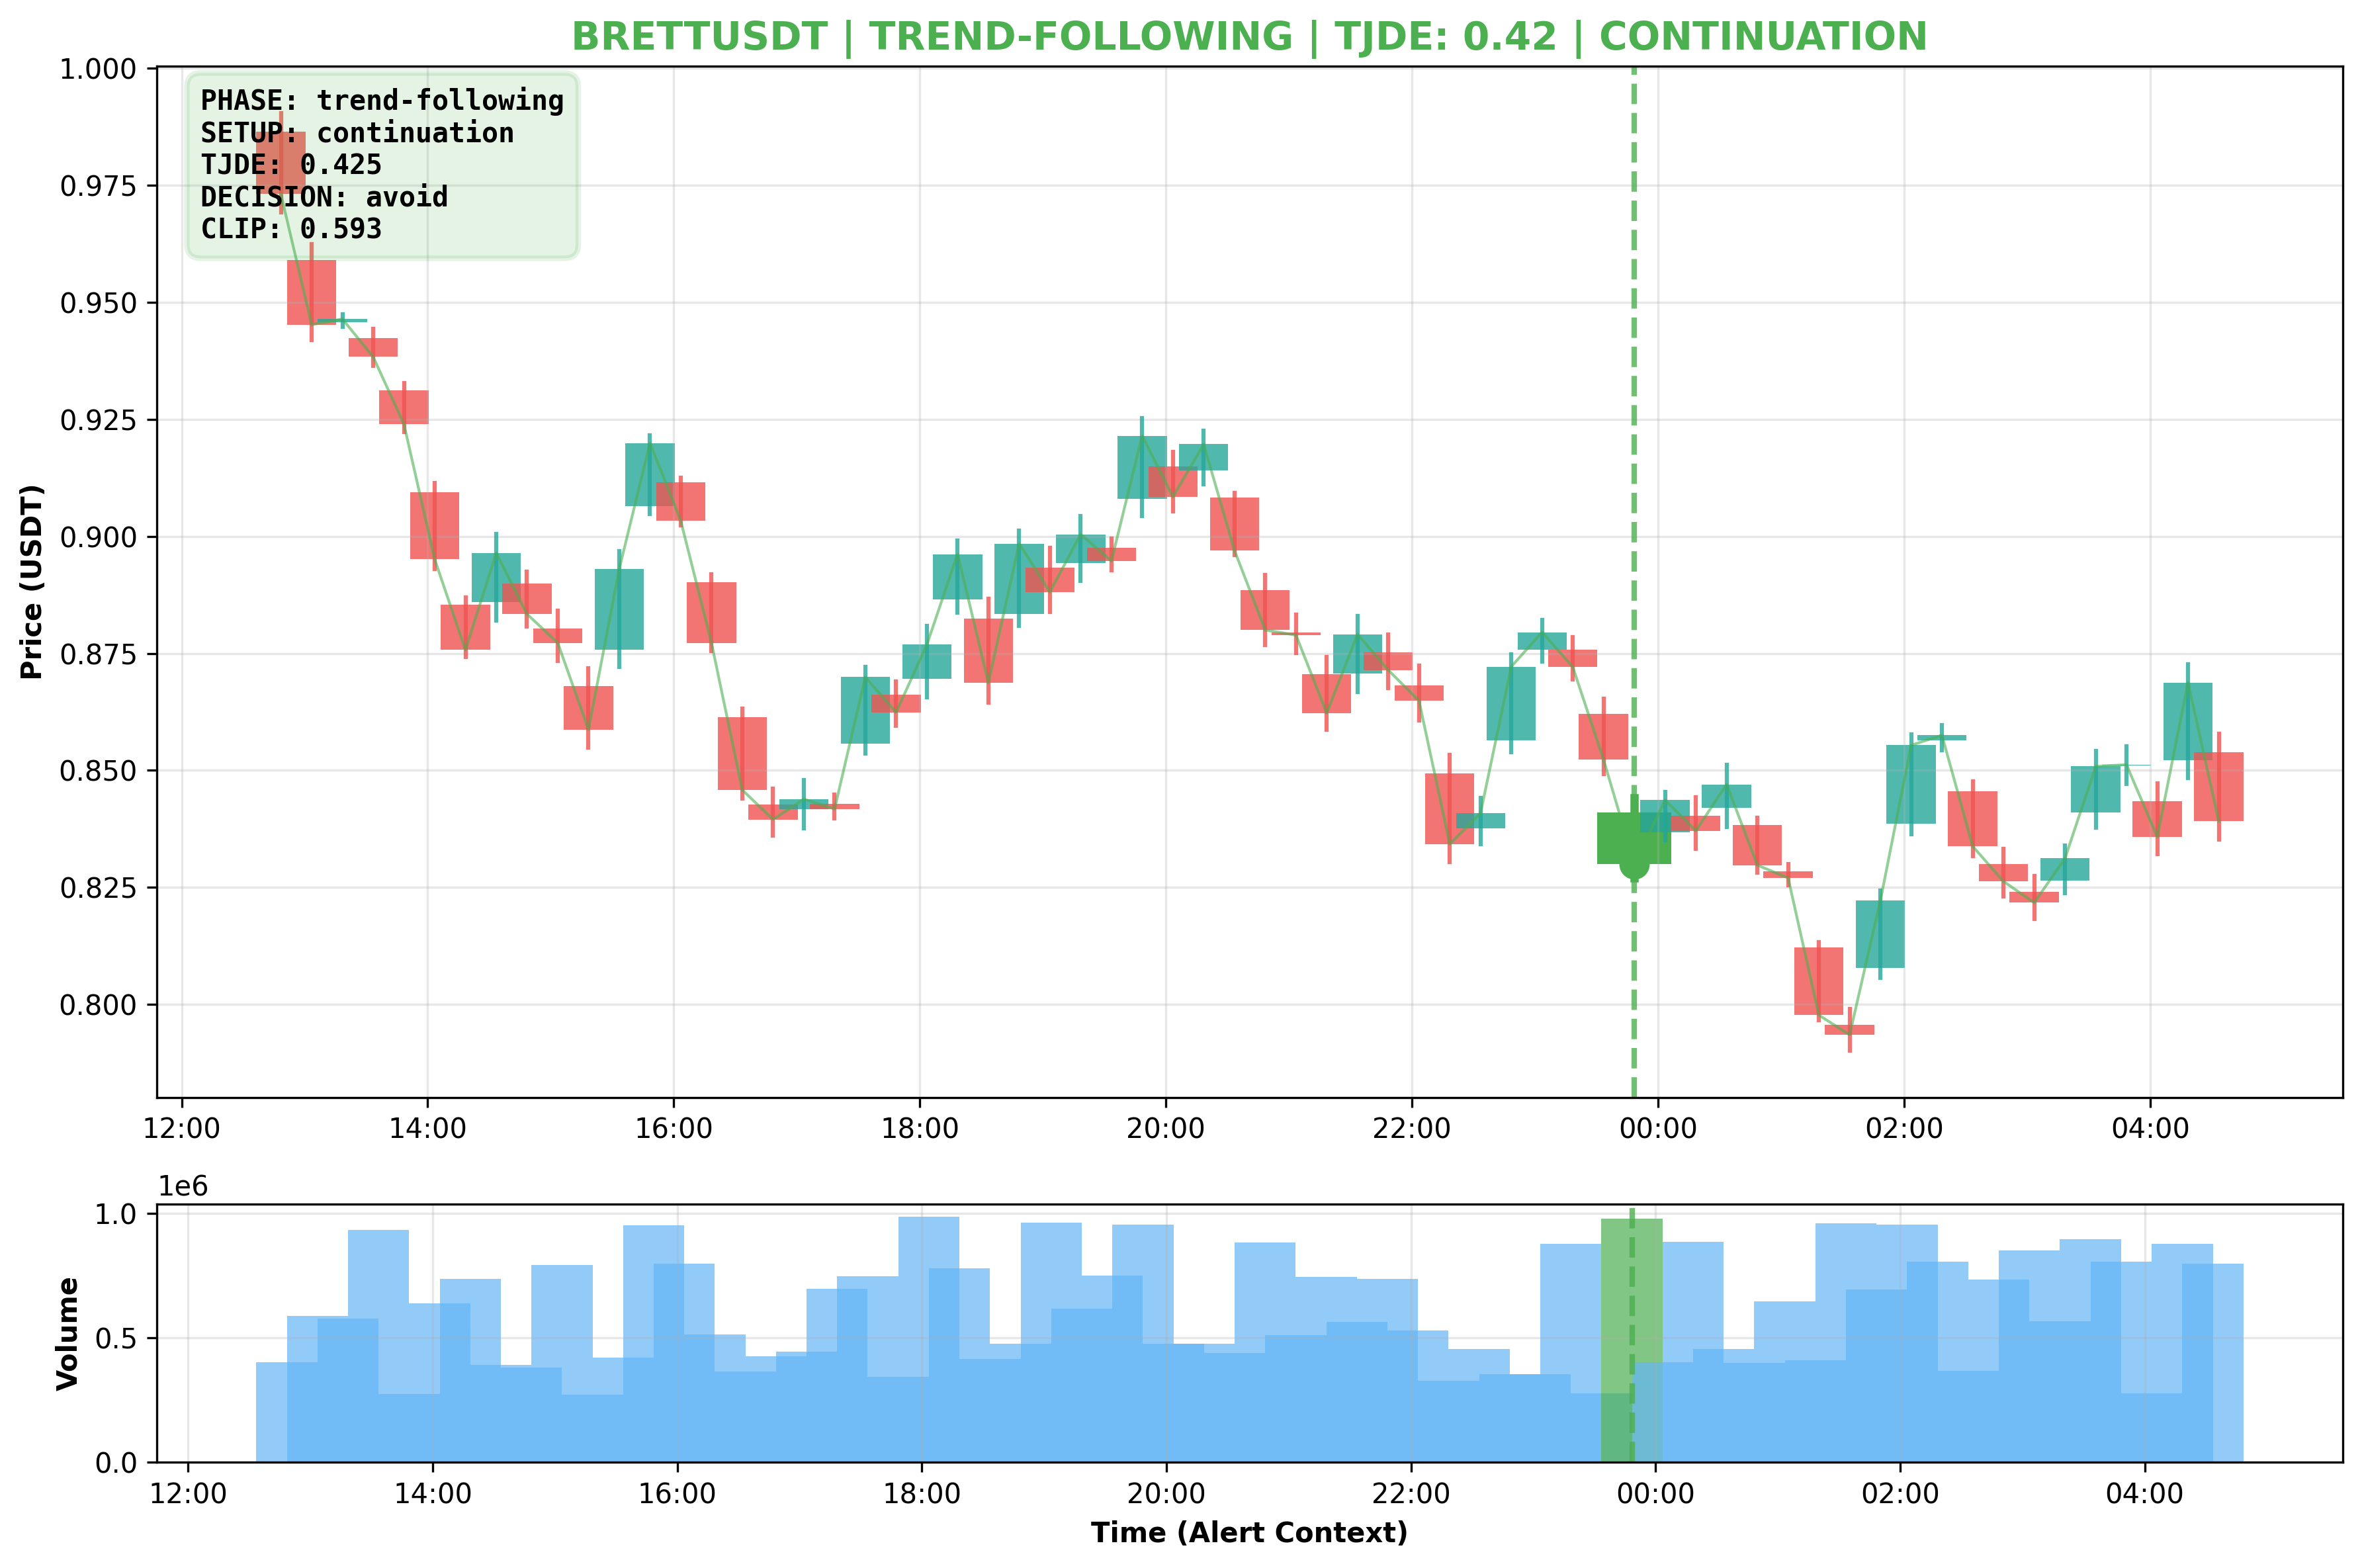 BRETTUSDT | TREND-FOLLOWING | TJDE: 0.42 | CONTINUATION
PHASE: trend-following
SETUP: continuation
TJDE: 0.425
DECISION: avoid
CLIP: 0.593
Price (USDT)
1.000
0.975
0.950
0.925
0.900
0.875
0.850
0.825
0.800
12:00 14:00 16:00 18:00 20:00 22:00 00:00 02:00 04:00
1e6
Volume
1.0
0.5
0.0
12:00 14:00 16:00 18:00 20:00 22:00 00:00 02:00 04:00
Time (Alert Context)